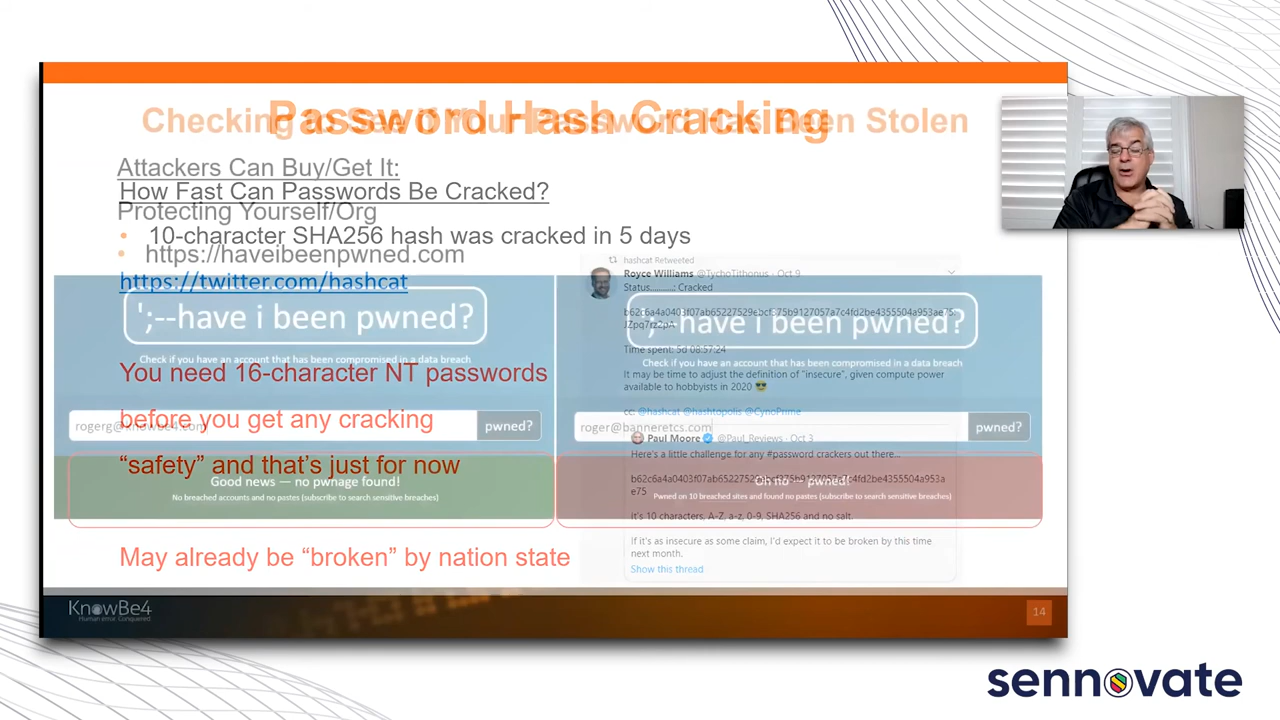 Checking to See if Your Password Has Been Stolen
Password Hash Cracking
Attackers Can Buy/Get It:
How Fast Can Passwords Be Cracked?
Protecting Yourself/Org
• 10-character SHA256 hash was cracked in 5 days
• https://haveibeenpwned.com
https://twitter.com/hashcat
';--have i been pwned?
Check if you have an account that has been compromised in a data breach
You need 16-character NT passwords
before you get any cracking
rogerg@knowbe4.com
pwned?
“safety” and that’s just for now
Good news — no pwnage found!
No breached accounts and no pastes (subscribe to search sensitive breaches)
May already be “broken” by nation state
hashcat Retweeted
Royce Williams @TychoTithonus · Oct 9
Status..........: Cracked
JZpq7rz2pA
';--have i been pwned?
Time spent: 5d 08:57:24
Check if you have an account that has been compromised in a data breach
It may be time to adjust the definition of "insecure", given compute power
available to hobbyists in 2020 😎
cc: @hashcat @hashtopolis @CynoPrime
roger@banneretcs.com
pwned?
Paul Moore @Paul_Reviews · Oct 3
Here's a little challenge for any #password crackers out there...
Oh no — pwned!
e75
Pwned on 10 breached sites and found no pastes (subscribe to search sensitive breaches)
It's 10 characters, A-Z, a-z, 0-9, SHA256 and no salt.
If it's as insecure as some claim, I'd expect it to be broken by this time
next month.
Show this thread
KnowBe4
Human error. Conquered.
14
sennovate